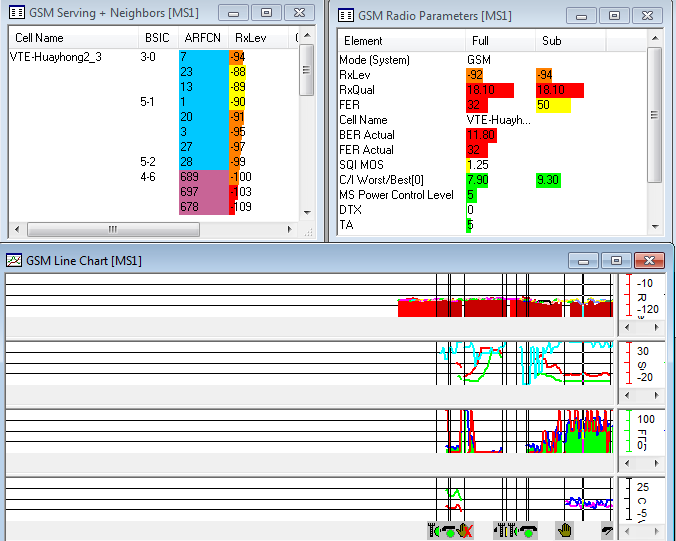 GSM Serving + Neighbors [MS1]
Cell Name BSIC ARFCN RxLev
VTE-Huayhong2_3 3-0 7 -94
23 -88
13 -89
5-1 1 -90
20 -91
3 -95
27 -97
5-2 28 -99
4-6 689 -100
697 -103
678 -109
GSM Radio Parameters [MS1]
Element Full Sub
Mode (System) GSM
RxLev -92 -94
RxQual 18.10 18.10
FER 32 50
Cell Name VTE-Huayh...
BER Actual 11.80
FER Actual 32
SQI MOS 1.25
C/I Worst/Best[0] 7.90 9.30
MS Power Control Level 5
DTX 0
TA 5
GSM Line Chart [MS1]
-10
-120
30
-20
100
0
25
-5